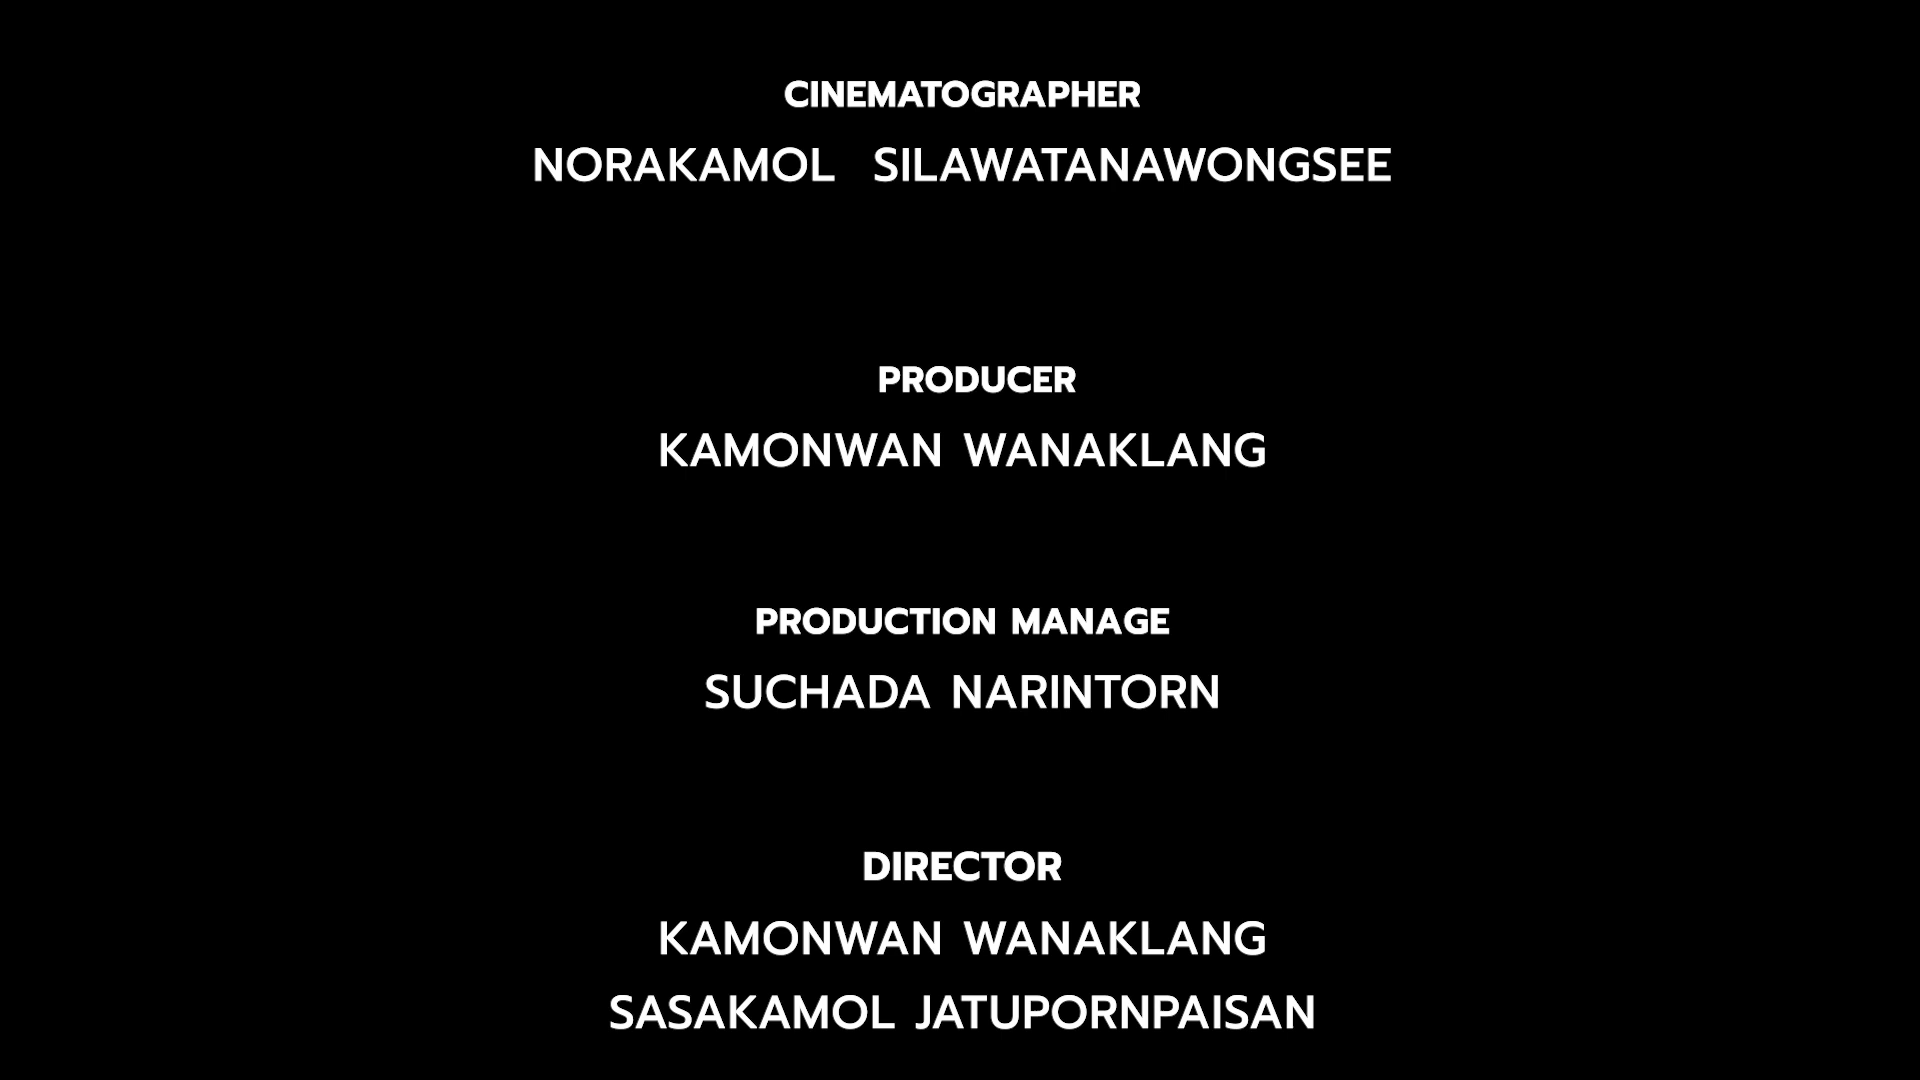 CINEMATOGRAPHER
NORAKAMOL SILAWATANAWONGSEE
PRODUCER
KAMONWAN WANAKLANG
PRODUCTION MANAGE
SUCHADA NARINTORN
DIRECTOR
KAMONWAN WANAKLANG
SASAKAMOL JATUPORNPAISAN